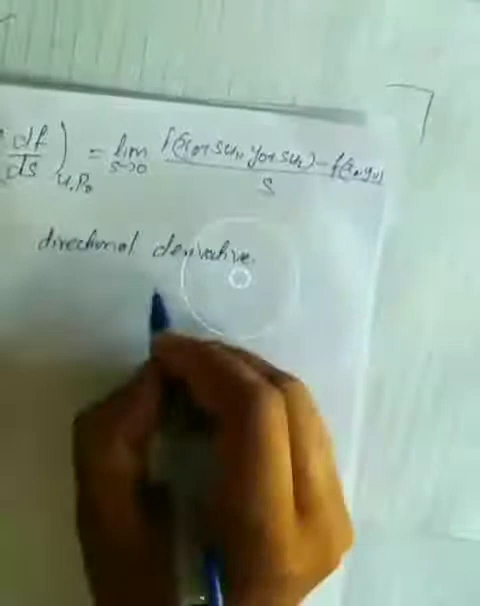 (df/ds)u,P₀ = lim s→0 f(x₀+su₁, y₀+su₂) - f(x₀,y₀) / s
directional derivative.